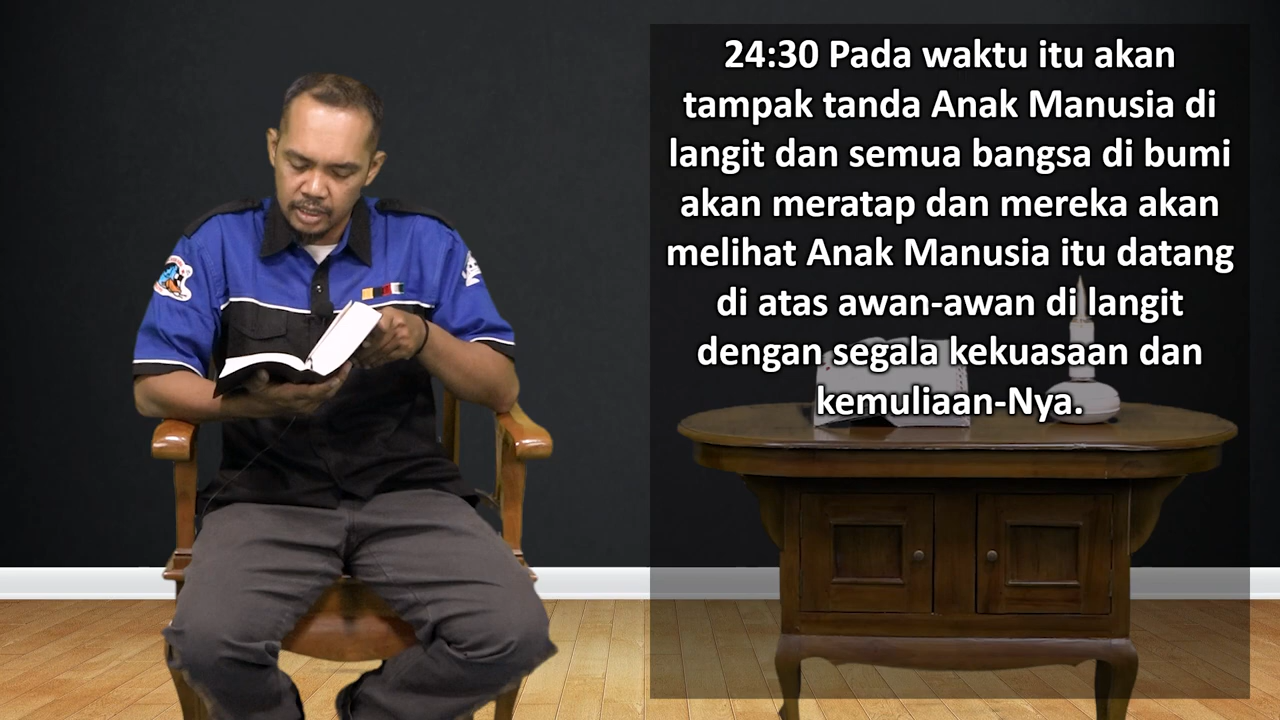 24:30 Pada waktu itu akan
tampak tanda Anak Manusia di
langit dan semua bangsa di bumi
akan meratap dan mereka akan
melihat Anak Manusia itu datang
di atas awan-awan di langit
dengan segala kekuasaan dan
kemuliaan-Nya.